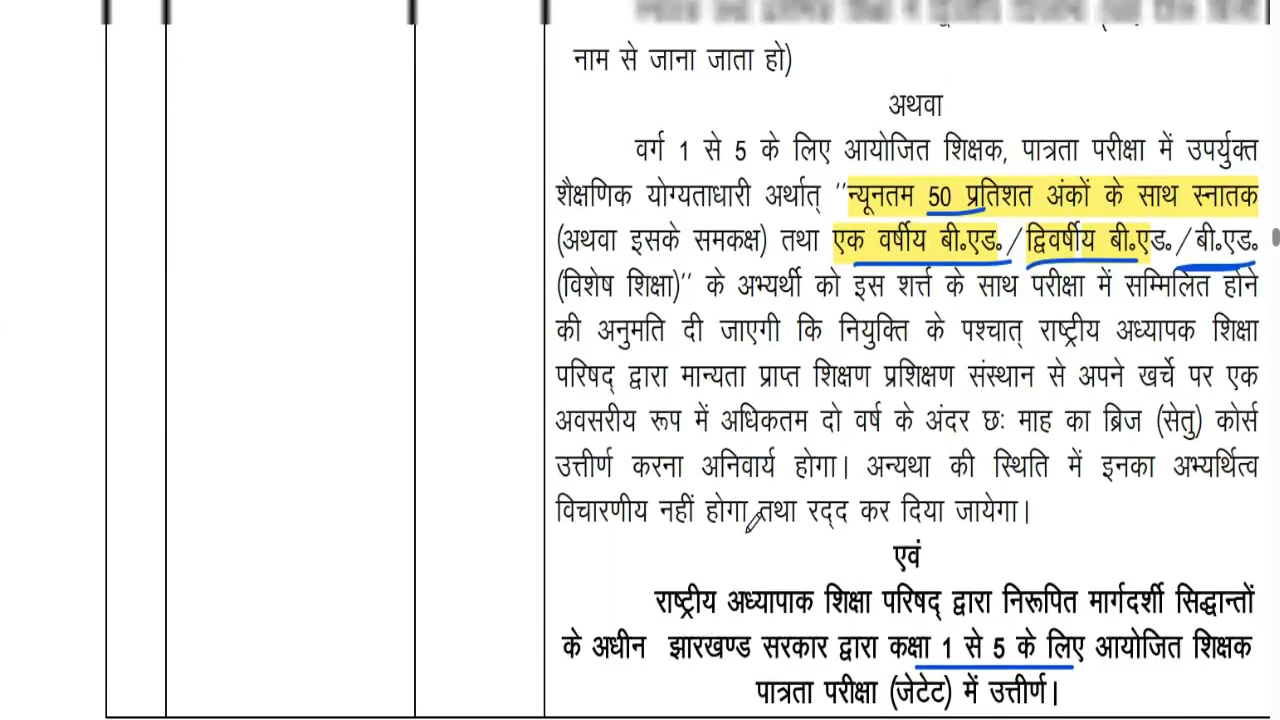 नाम से जाना जाता हो)
अथवा
वर्ग 1 से 5 के लिए आयोजित शिक्षक, पात्रता परीक्षा में उपर्युक्त
शैक्षणिक योग्यताधारी अर्थात् "न्यूनतम 50 प्रतिशत अंकों के साथ स्नातक
(अथवा इसके समकक्ष) तथा एक वर्षीय बी०एड०/द्विवर्षीय बी०एड०/बी०एड०
(विशेष शिक्षा)" के अभ्यर्थी को इस शर्त्त के साथ परीक्षा में सम्मिलित होने
की अनुमति दी जाएगी कि नियुक्ति के पश्चात् राष्ट्रीय अध्यापक शिक्षा
परिषद् द्वारा मान्यता प्राप्त शिक्षण प्रशिक्षण संस्थान से अपने खर्चे पर एक
अवसरीय रूप में अधिकतम दो वर्ष के अंदर छः माह का ब्रिज (सेतु) कोर्स
उत्तीर्ण करना अनिवार्य होगा। अन्यथा की स्थिति में इनका अभ्यर्थित्व
विचारणीय नहीं होगा तथा रद्द कर दिया जायेगा।
एवं
राष्ट्रीय अध्यापाक शिक्षा परिषद् द्वारा निरूपित मार्गदर्शी सिद्धान्तों
के अधीन झारखण्ड सरकार द्वारा कक्षा 1 से 5 के लिए आयोजित शिक्षक
पात्रता परीक्षा (जेटेट) में उत्तीर्ण।